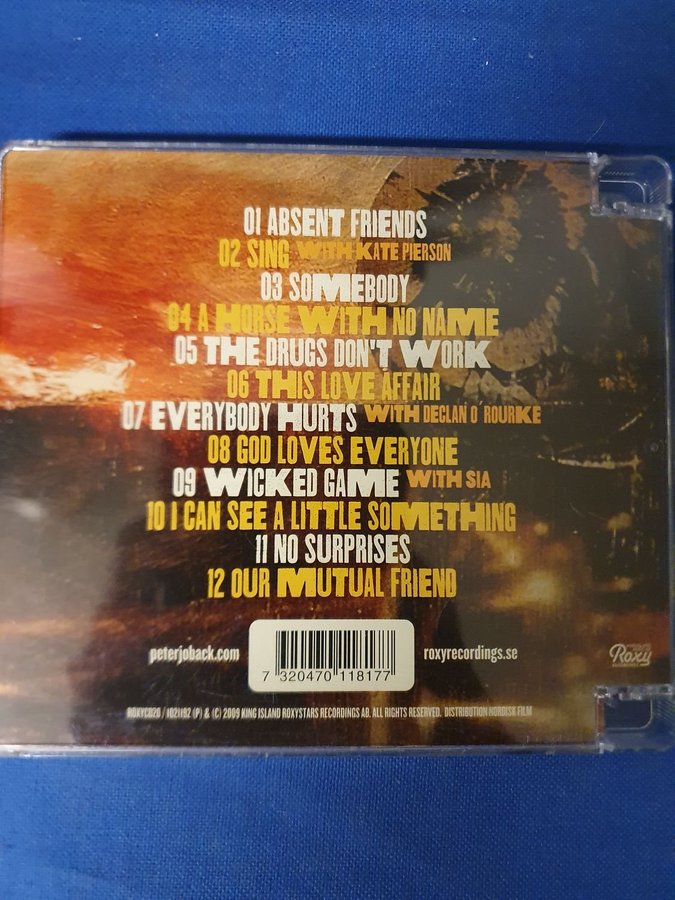 01 ABSENT FRIENDS
02 SING WITH KATE PIERSON
03 SOMEBODY
04 A HORSE WITH NO NAME
05 THE DRUGS DON'T WORK
06 THIS LOVE AFFAIR
07 EVERYBODY HURTS WITH DECLAN O ROURKE
08 GOD LOVES EVERYONE
09 WICKED GAME WITH SIA
10 I CAN SEE A LITTLE SOMETHING
11 NO SURPRISES
12 OUR MUTUAL FRIEND
peterjoback.com
7 320470 118177
roxyrecordings.se
Roxy
ROXYCD20 / 1021192 (P) & (C) 2009 KING ISLAND ROXYSTARS RECORDINGS AB. ALL RIGHTS RESERVED. DISTRIBUTION NORDISK FILM